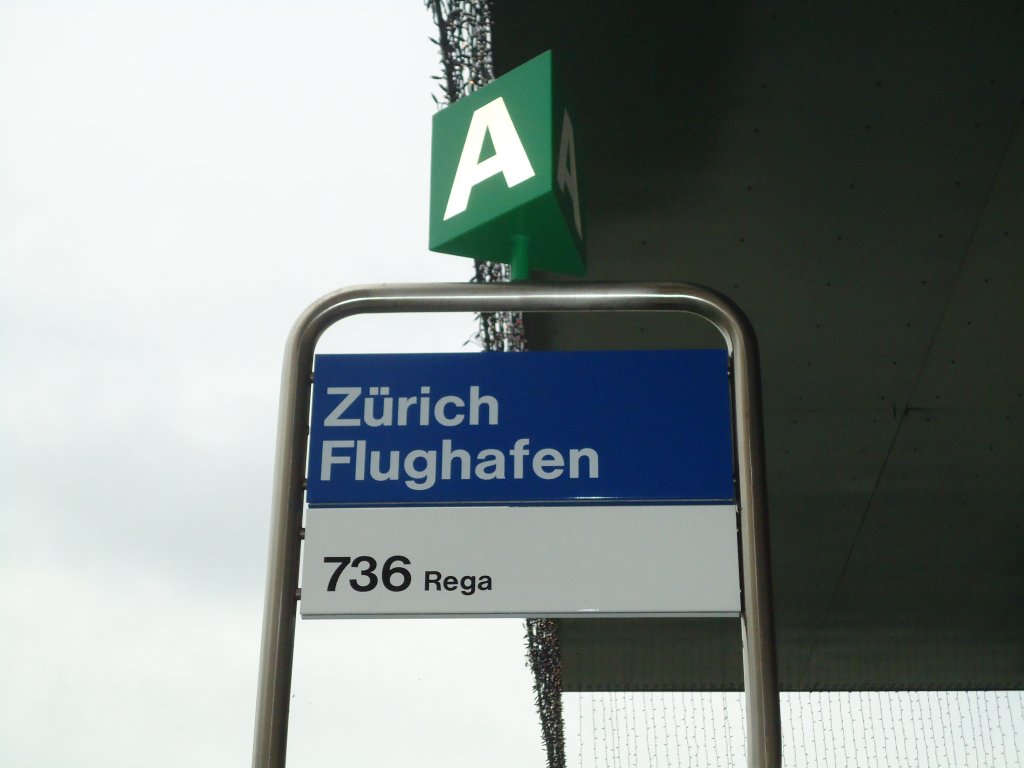 A
A
Zürich
Flughafen
736 Rega